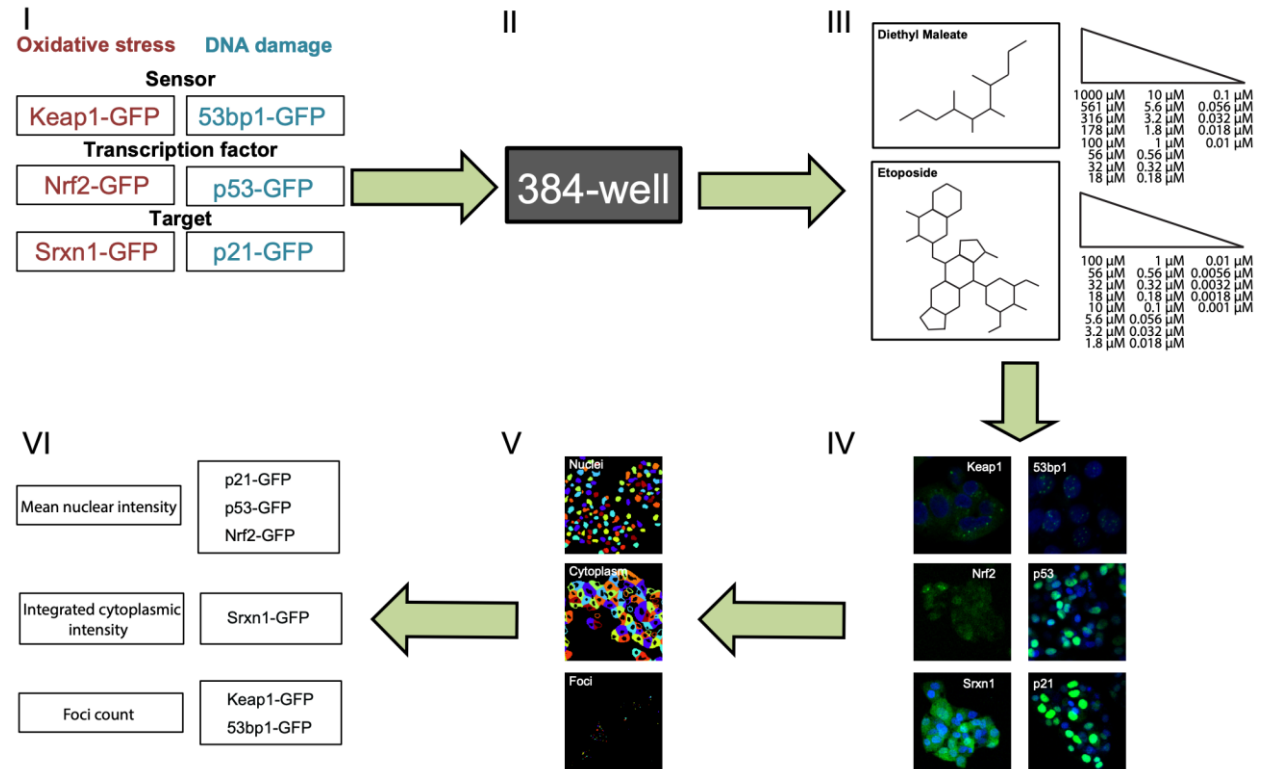 I
Oxidative stress DNA damage
Sensor
Keap1-GFP 53bp1-GFP
Transcription factor
Nrf2-GFP p53-GFP
Target
Srxn1-GFP p21-GFP
II
384-well
III
Diethyl Maleate
1000 µM 10 µM 0.1 µM
561 µM 5.6 µM 0.056 µM
316 µM 3.2 µM 0.032 µM
178 µM 1.8 µM 0.018 µM
100 µM 1 µM 0.01 µM
56 µM 0.56 µM
32 µM 0.32 µM
18 µM 0.18 µM
Etoposide
100 µM 1 µM 0.01 µM
56 µM 0.56 µM 0.0056 µM
32 µM 0.32 µM 0.0032 µM
18 µM 0.18 µM 0.0018 µM
10 µM 0.1 µM 0.001 µM
5.6 µM 0.056 µM
3.2 µM 0.032 µM
1.8 µM 0.018 µM
IV
Keap1 53bp1
Nrf2 p53
Srxn1 p21
V
Nuclei
Cytoplasm
Foci
VI
Mean nuclear intensity
p21-GFP
p53-GFP
Nrf2-GFP
Integrated cytoplasmic
intensity
Srxn1-GFP
Foci count
Keap1-GFP
53bp1-GFP